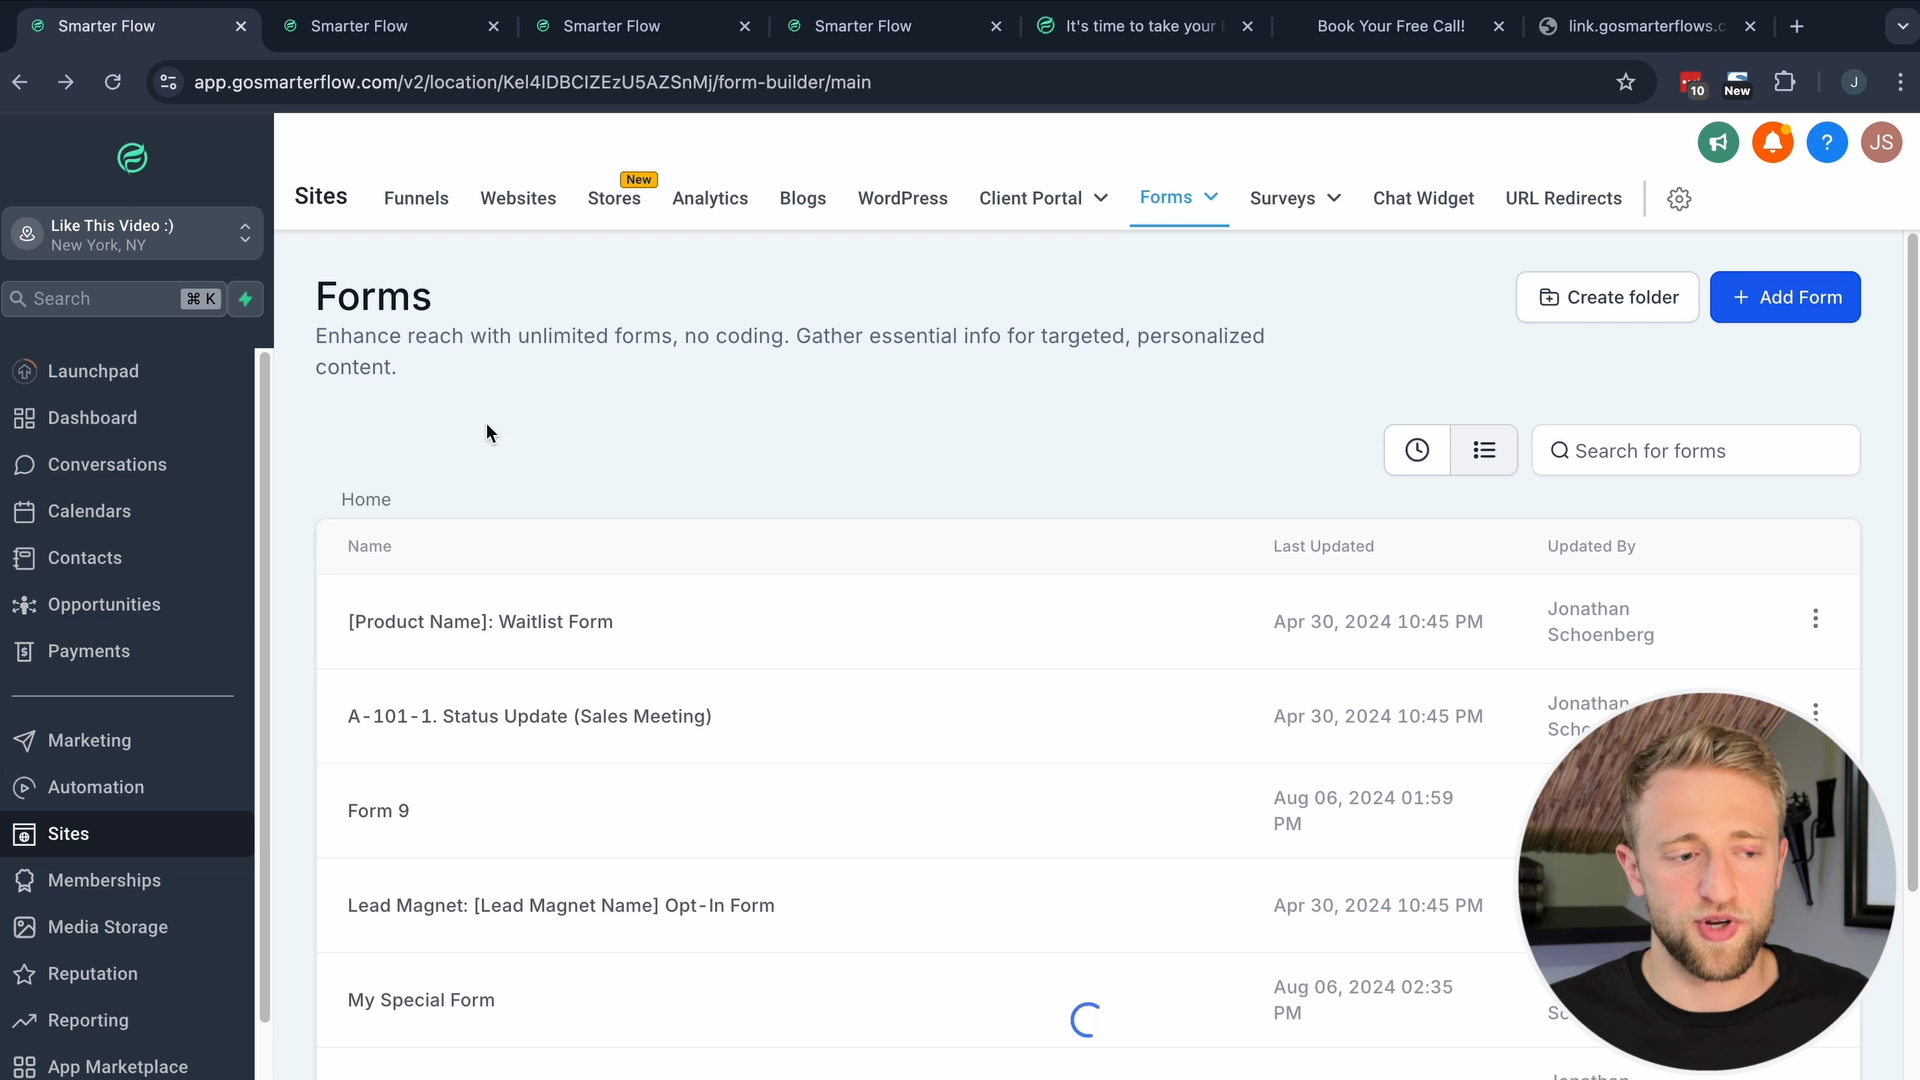 Smarter Flow
Smarter Flow
Smarter Flow
Smarter Flow
It's time to take your
Book Your Free Call!
link.gosmarterflows.c
app.gosmarterflow.com/v2/location/Kel4IDBCIZEzU5AZSnMj/form-builder/main
10
New
J
JS
Like This Video :)
New York, NY
Search
⌘ K
Launchpad
Dashboard
Conversations
Calendars
Contacts
Opportunities
Payments
Marketing
Automation
Sites
Memberships
Media Storage
Reputation
Reporting
App Marketplace
Sites
Funnels
Websites
New
Stores
Analytics
Blogs
WordPress
Client Portal
Forms
Surveys
Chat Widget
URL Redirects
Forms
Enhance reach with unlimited forms, no coding. Gather essential info for targeted, personalized
content.
Create folder
+ Add Form
Search for forms
Home
Name
Last Updated
Updated By
[Product Name]: Waitlist Form
Apr 30, 2024 10:45 PM
Jonathan
Schoenberg
A-101-1. Status Update (Sales Meeting)
Apr 30, 2024 10:45 PM
Jonathan
Form 9
Aug 06, 2024 01:59
PM
Lead Magnet: [Lead Magnet Name] Opt-In Form
Apr 30, 2024 10:45 PM
My Special Form
Aug 06, 2024 02:35
PM
Jonathan